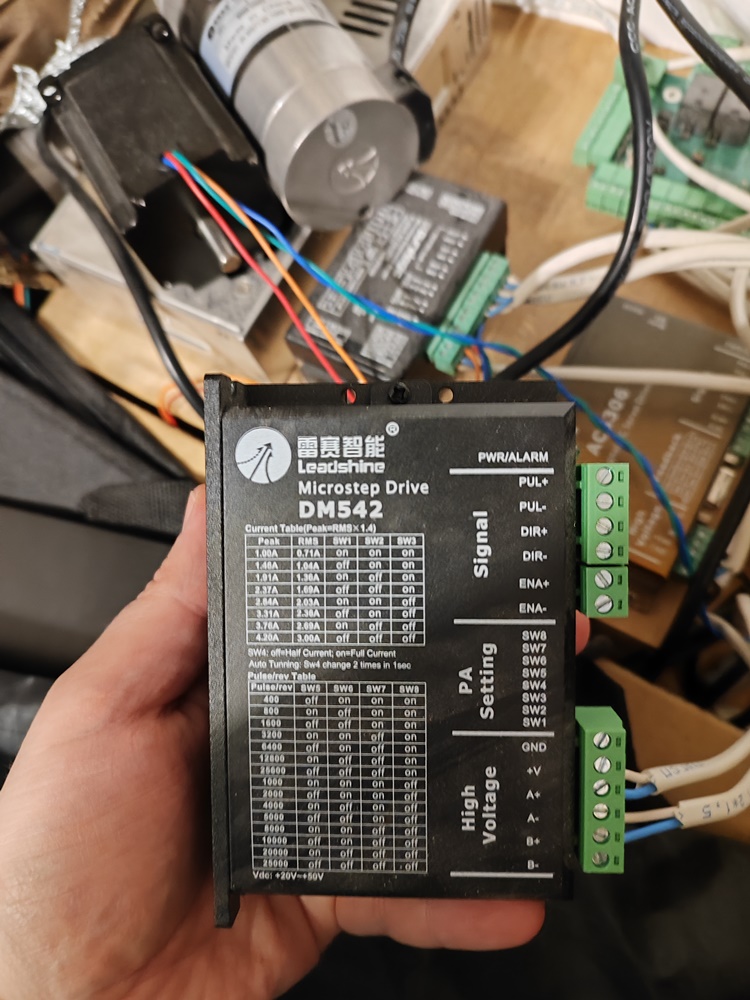 雷赛智能®
Leadshine
Microstep Drive
DM542
Current Table(Peak=RMS×1.4)
Peak RMS SW1 SW2 SW3
1.00A 0.71A on on on
1.46A 1.04A off on on
1.91A 1.36A on off on
2.37A 1.69A off off on
2.84A 2.03A on on off
3.31A 2.36A off on off
3.76A 2.69A on off off
4.20A 3.00A off off off
SW4: off=Half Current; on=Full Current
Auto Tunning: Sw4 change 2 times in 1sec
Pulse/rev Table
Pulse/rev SW5 SW6 SW7 SW8
400 off on on on
800 on off on on
1600 off off on on
3200 on on off on
6400 off on off on
12800 on off off on
25600 off off off on
1000 on on on off
2000 off on on off
4000 on off on off
5000 off off on off
8000 on on off off
10000 off on off off
20000 on off off off
25000 off off off off
Vdc: +20V~+50V
PWR/ALARM
Signal
PUL+
PUL-
DIR+
DIR-
ENA+
ENA-
PA Setting
SW8
SW7
SW6
SW5
SW4
SW3
SW2
SW1
High Voltage
GND
+V
A+
A-
B+
B-